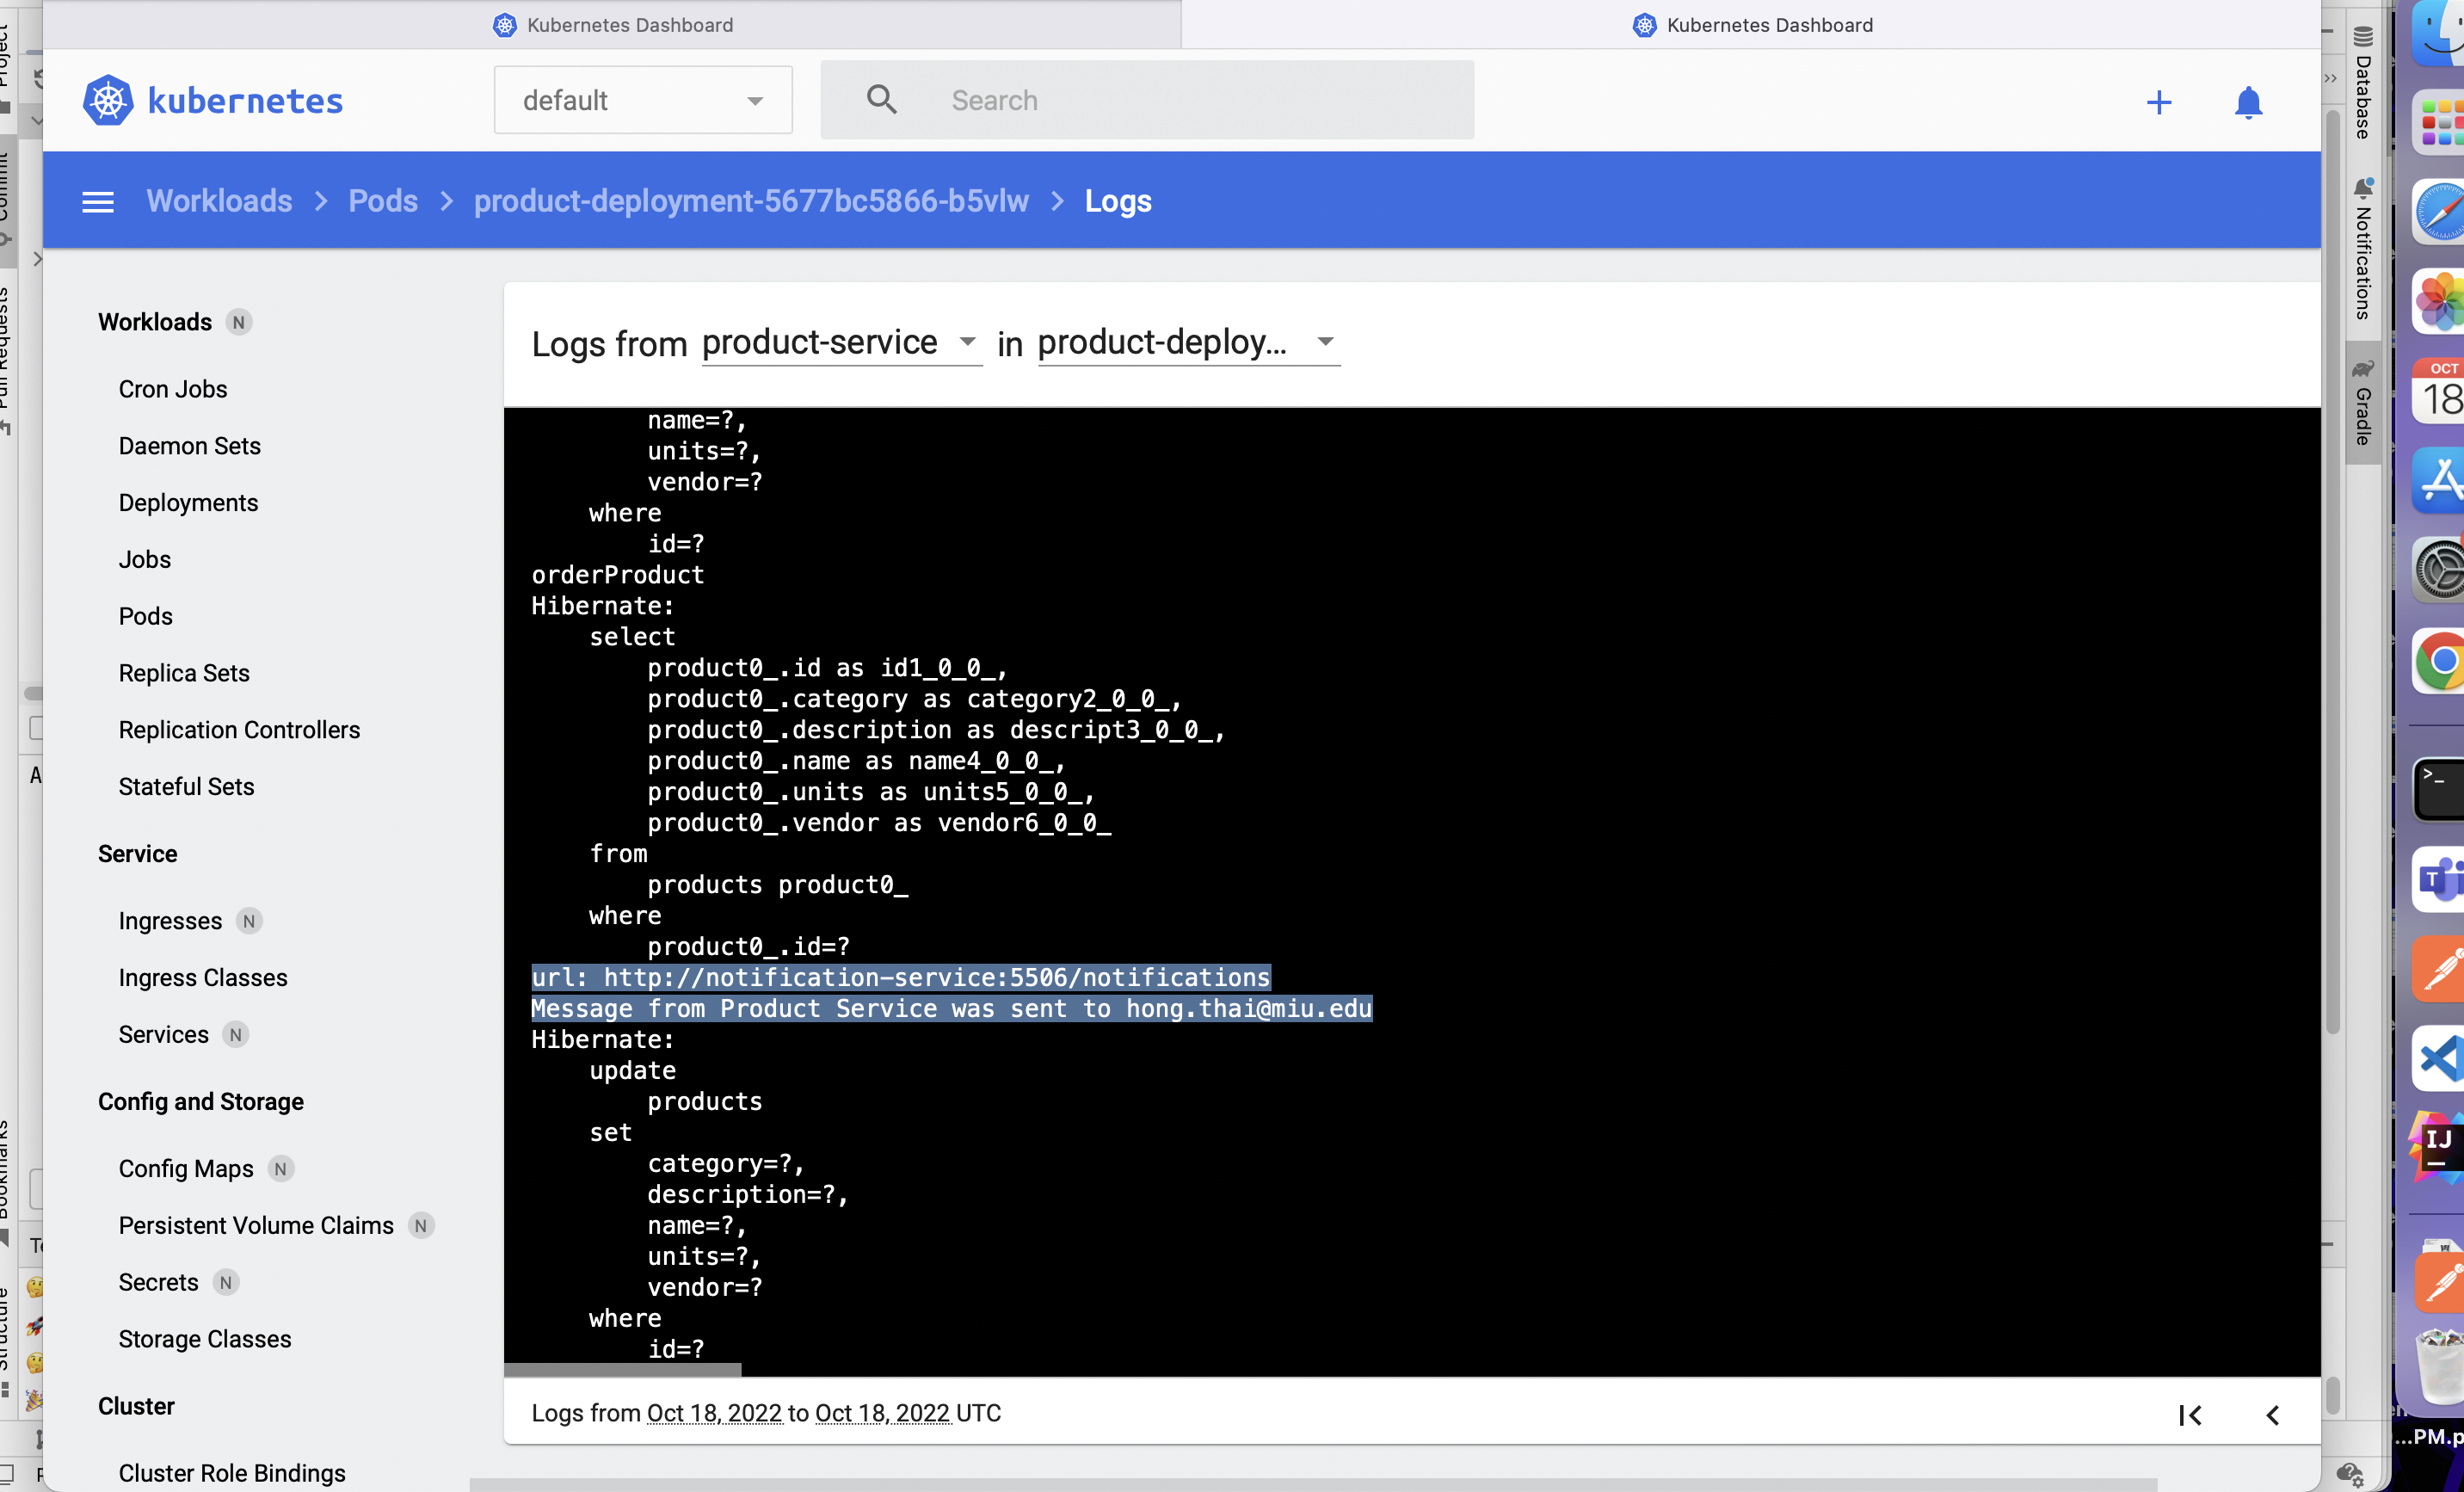 Kubernetes Dashboard
Kubernetes Dashboard
kubernetes
default
Search
Workloads > Pods > product-deployment-5677bc5866-b5vlw > Logs
Workloads N
Cron Jobs
Daemon Sets
Deployments
Jobs
Pods
Replica Sets
Replication Controllers
Stateful Sets
Service
Ingresses N
Ingress Classes
Services N
Config and Storage
Config Maps N
Persistent Volume Claims N
Secrets N
Storage Classes
Cluster
Cluster Role Bindings
Logs from product-service in product-deploy...
name=?,
units=?,
vendor=?
where
id=?
orderProduct
Hibernate:
select
product0_.id as id1_0_0_,
product0_.category as category2_0_0_,
product0_.description as descript3_0_0_,
product0_.name as name4_0_0_,
product0_.units as units5_0_0_,
product0_.vendor as vendor6_0_0_
from
products product0_
where
product0_.id=?
url: http://notification-service:5506/notifications
Message from Product Service was sent to hong.thai@miu.edu
Hibernate:
update
products
set
category=?,
description=?,
name=?,
units=?,
vendor=?
where
id=?
Logs from Oct 18, 2022 to Oct 18, 2022 UTC
Project
Commit
Pull Requests
Bookmarks
Structure
Database
Notifications
Gradle
OCT
18
T
IJ
...PM.p